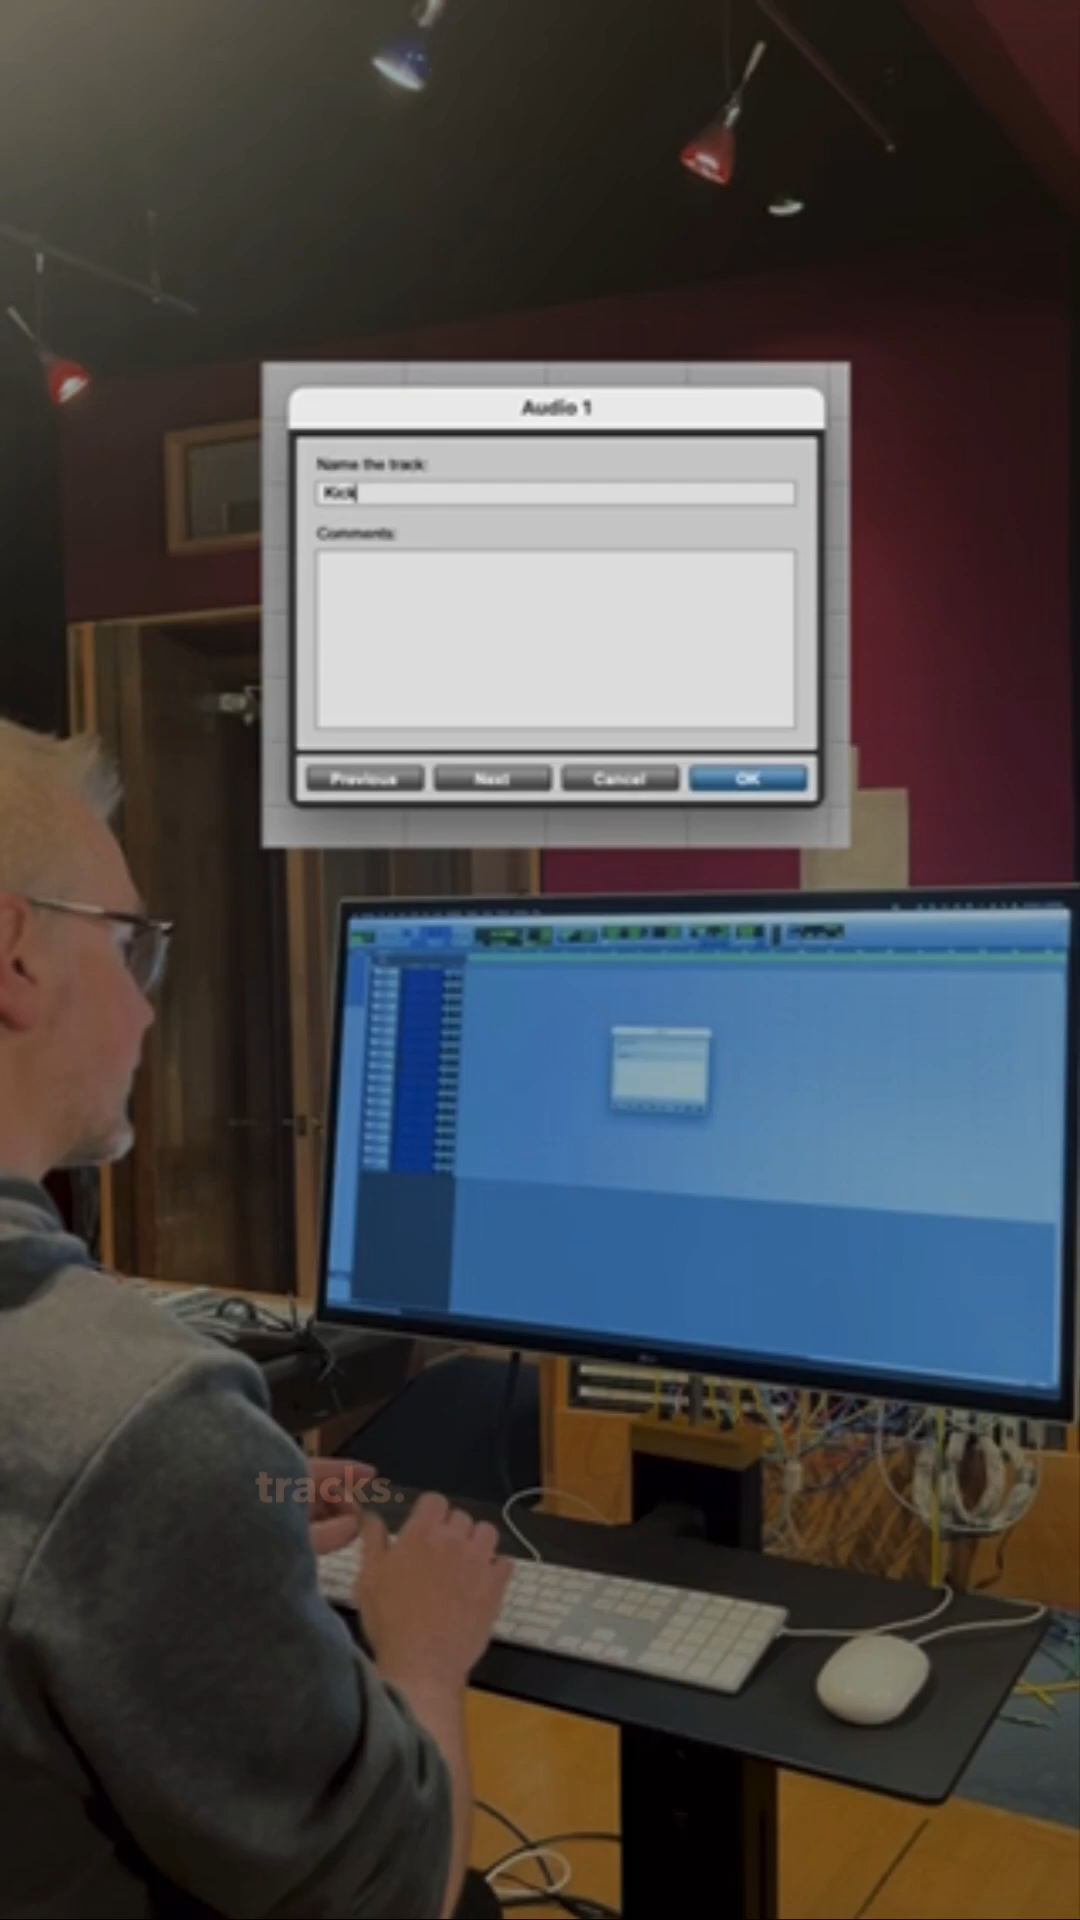 Audio 1
Name the track:
Kick
Comments:
Previous Next Cancel OK
tracks.